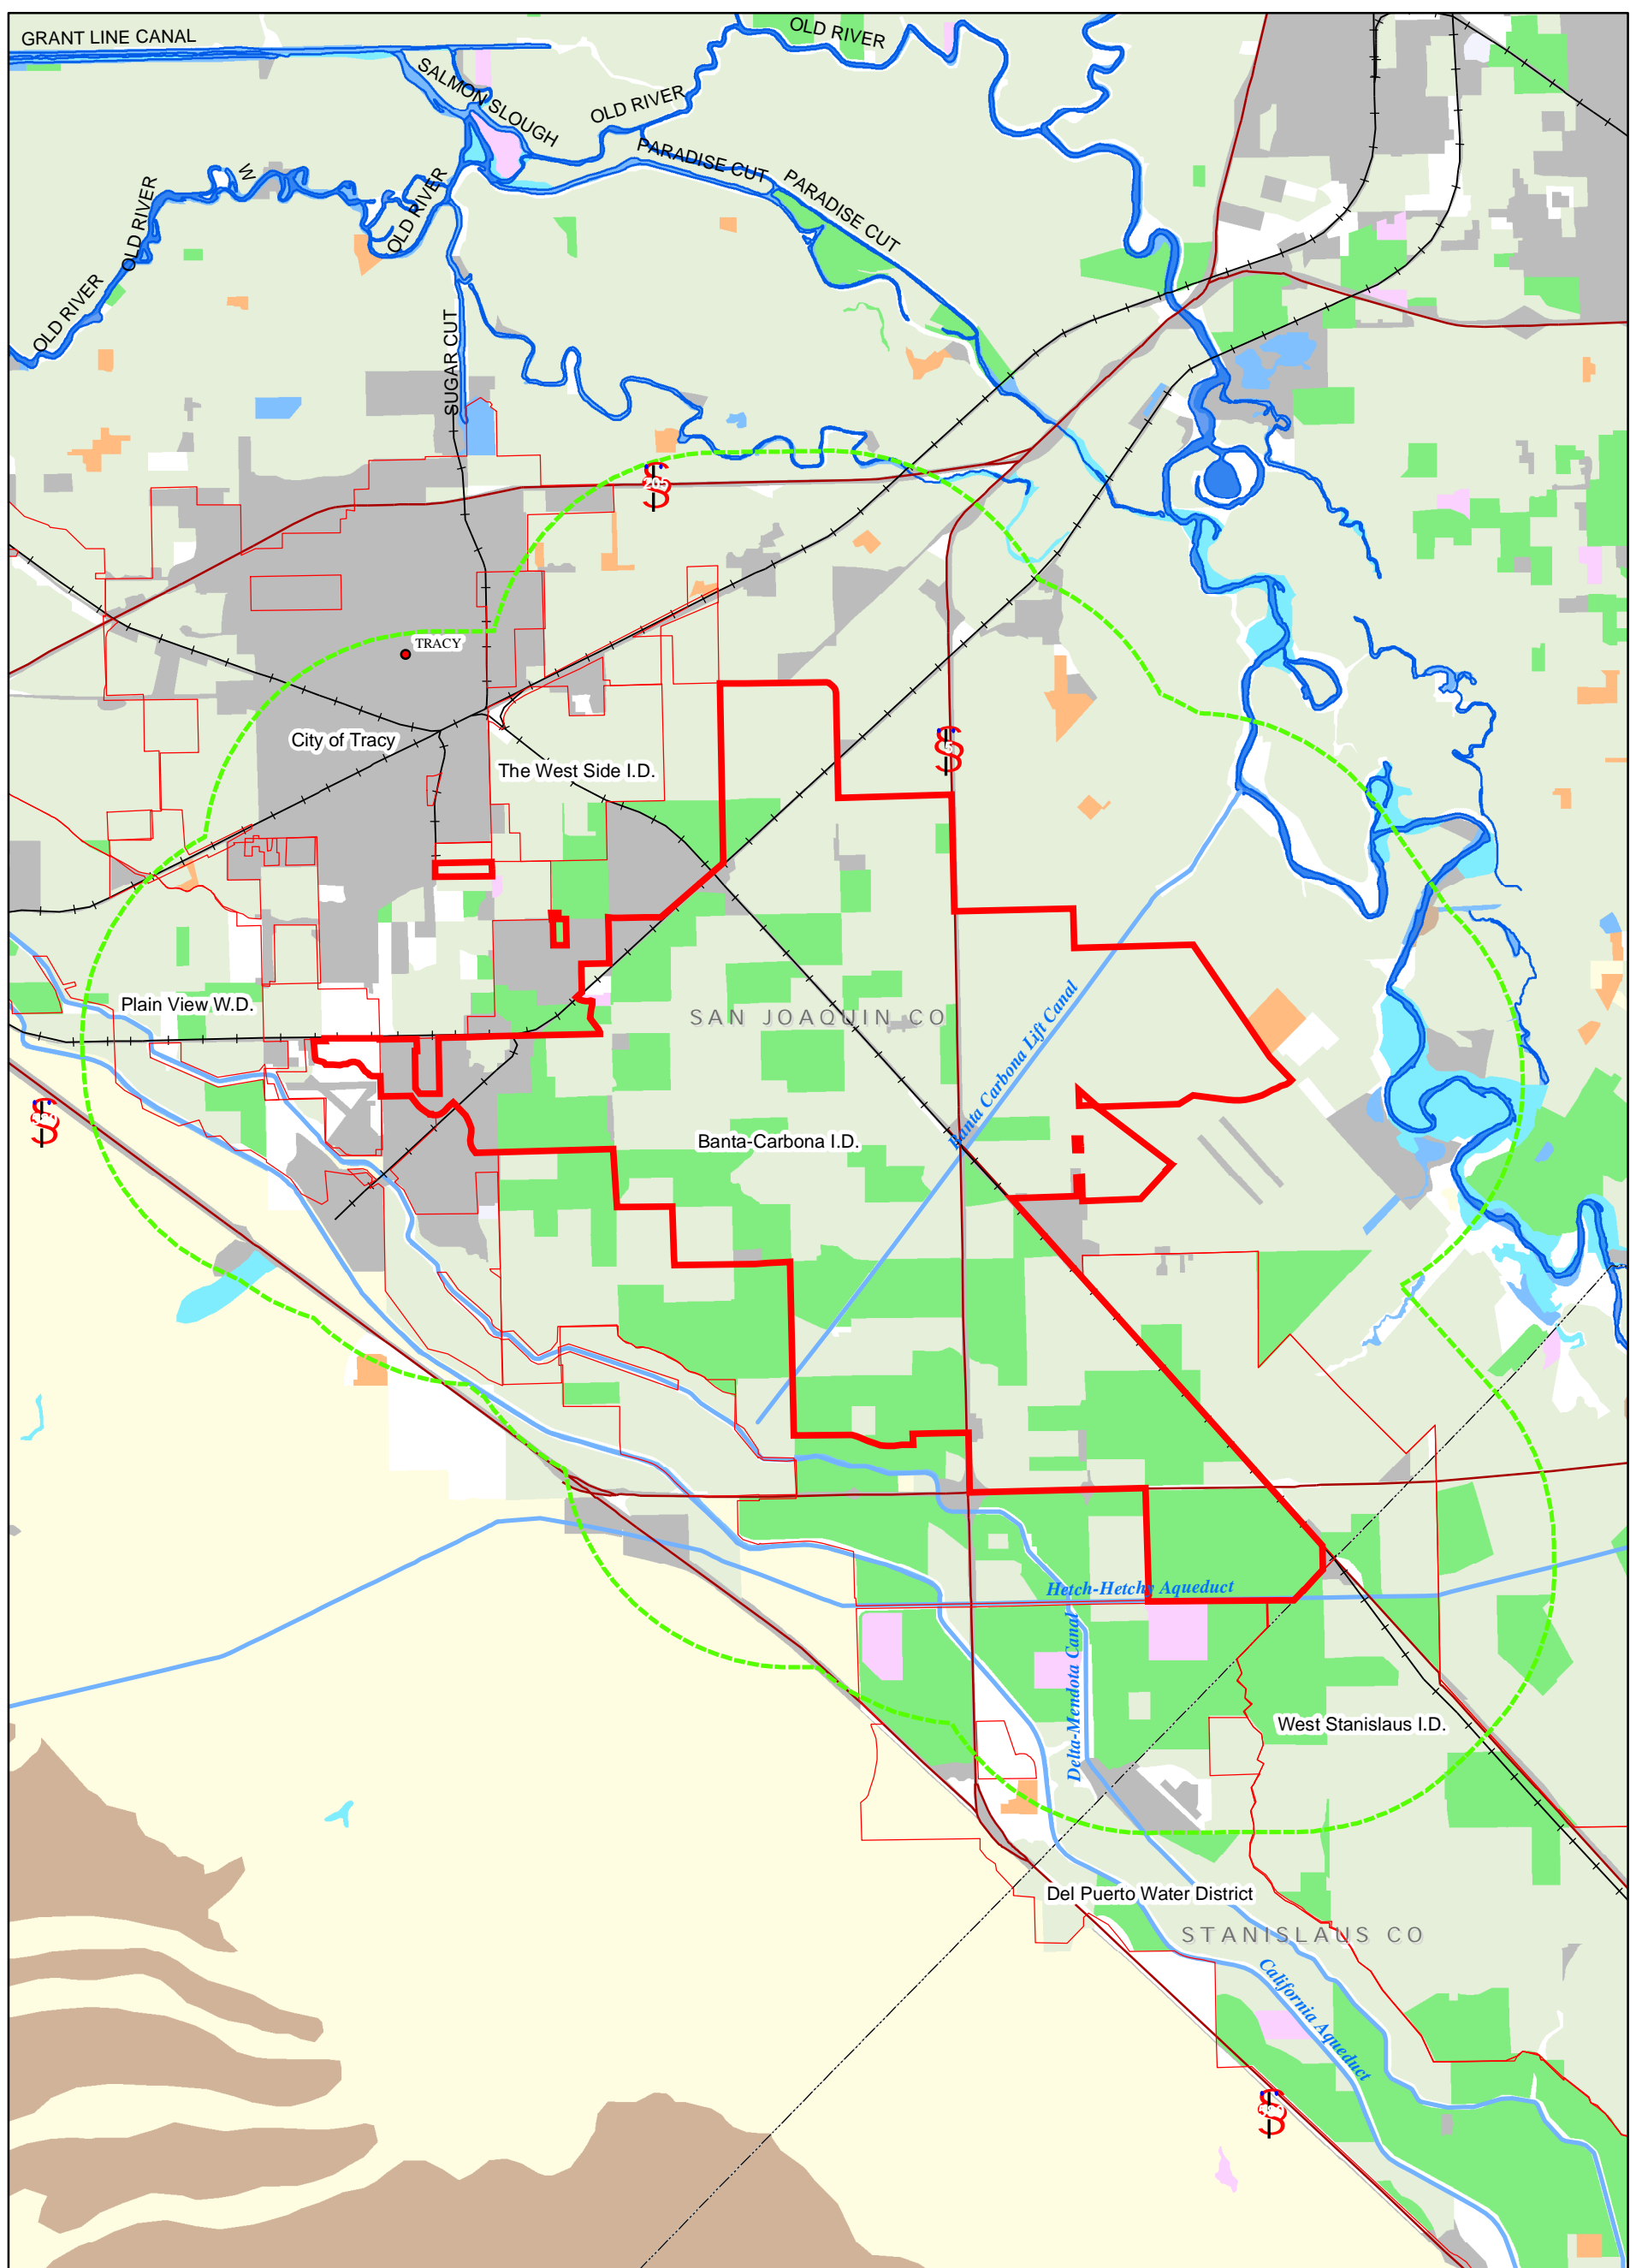 GRANT LINE CANAL
OLD RIVER
SALMON SLOUGH
OLD RIVER
PARADISE CUT
PARADISE CUT
W
OLD RIVER
OLD RIVER
OLD RIVER
SUGAR CUT
205
TRACY
City of Tracy
The West Side I.D.
Plain View W.D.
SAN JOAQUIN CO
Banta Carbona Lift Canal
Banta-Carbona I.D.
Hetch-Hetchy Aqueduct
Delta-Mendota Canal
West Stanislaus I.D.
Del Puerto Water District
STANISLAUS CO
California Aqueduct